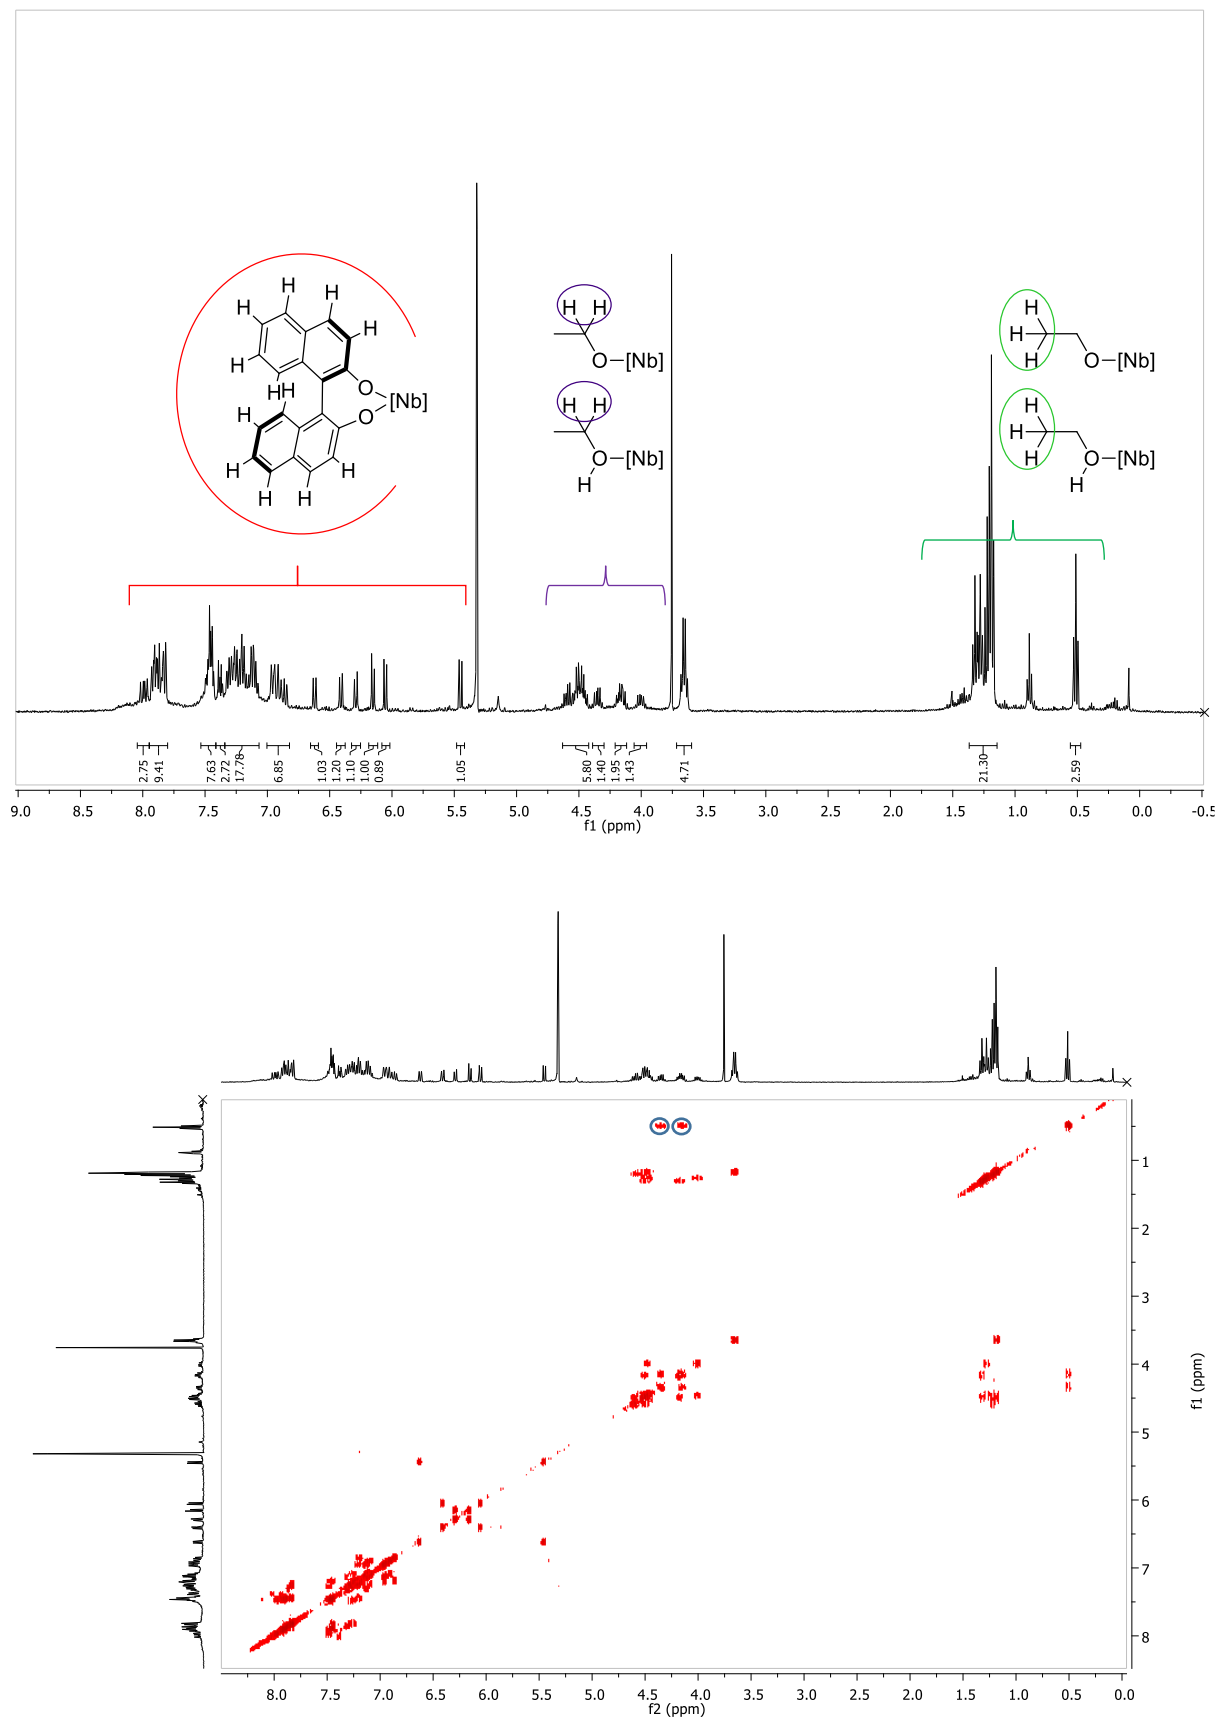 H H H
H H
H
H HH O
[Nb]
H O
H H
H H
H H
O [Nb]
H H
O [Nb]
H
H
H
H O [Nb]
H
H
H O [Nb]
H
2.75 9.41 7.63 2.72 17.78 6.85 1.03 1.20 1.10 1.00 0.89 1.05 5.80 1.40 1.95 1.43 4.71 21.30 2.59
9.0 8.5 8.0 7.5 7.0 6.5 6.0 5.5 5.0 4.5 4.0 3.5 3.0 2.5 2.0 1.5 1.0 0.5 0.0 -0.5
f1 (ppm)
1
2
3
4
5
6
7
8
f1 (ppm)
8.0 7.5 7.0 6.5 6.0 5.5 5.0 4.5 4.0 3.5 3.0 2.5 2.0 1.5 1.0 0.5 0.0
f2 (ppm)